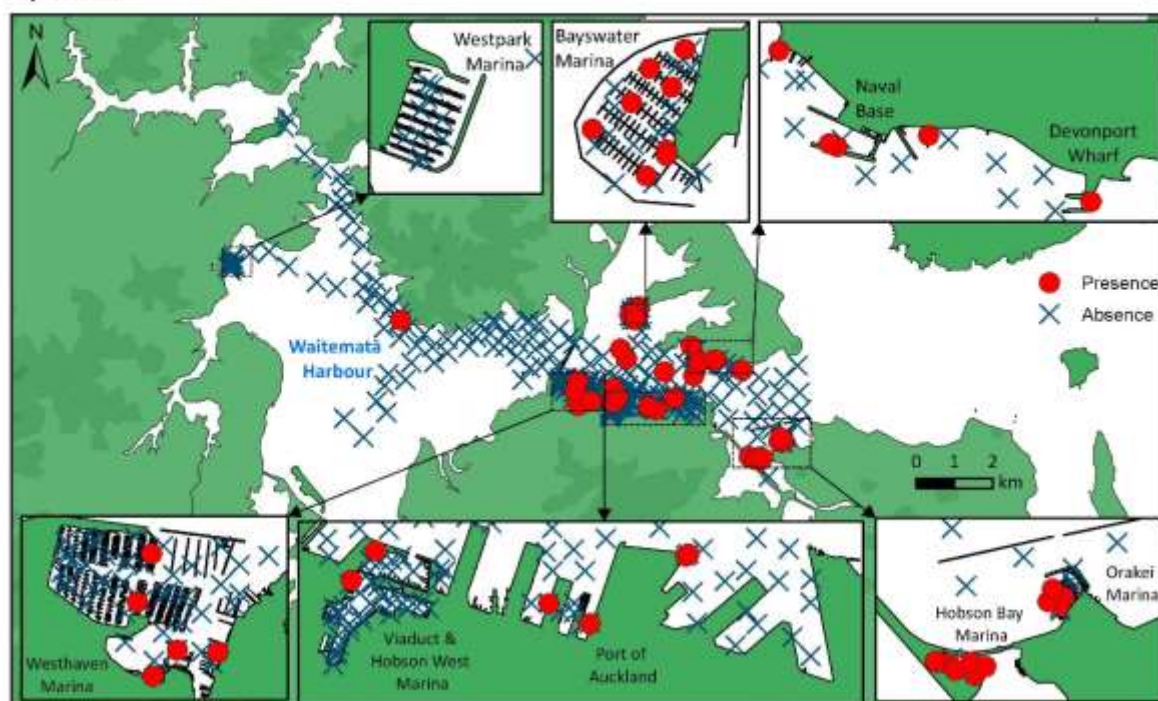 N
Westpark
Marina
Bayswater
Marina
Naval
Base
Devonport
Wharf
Presence
Absence
Waitematā
Harbour
0 1 2
km
Westhaven
Marina
Viaduct &
Hobson West
Marina
Port of
Auckland
Hobson Bay
Marina
Orakei
Marina